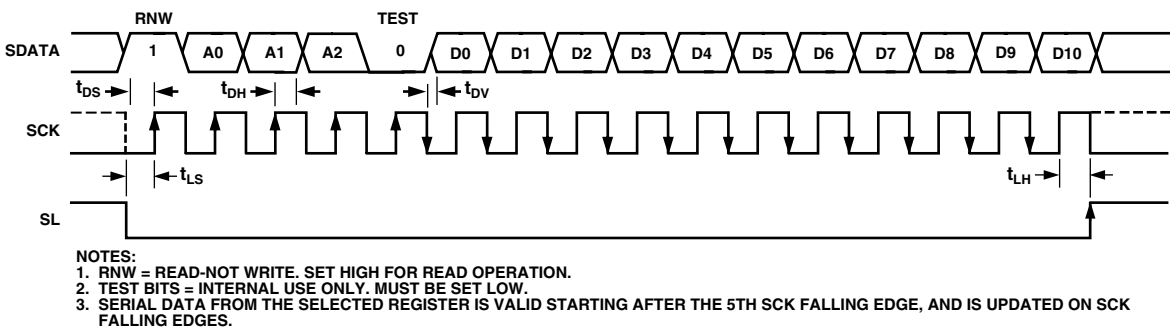 RNW TEST
SDATA 1 A0 A1 A2 0 D0 D1 D2 D3 D4 D5 D6 D7 D8 D9 D10
tDS tDH tDV
SCK
tLS tLH
SL
NOTES:
1. RNW = READ-NOT WRITE. SET HIGH FOR READ OPERATION.
2. TEST BITS = INTERNAL USE ONLY. MUST BE SET LOW.
3. SERIAL DATA FROM THE SELECTED REGISTER IS VALID STARTING AFTER THE 5TH SCK FALLING EDGE, AND IS UPDATED ON SCK
FALLING EDGES.